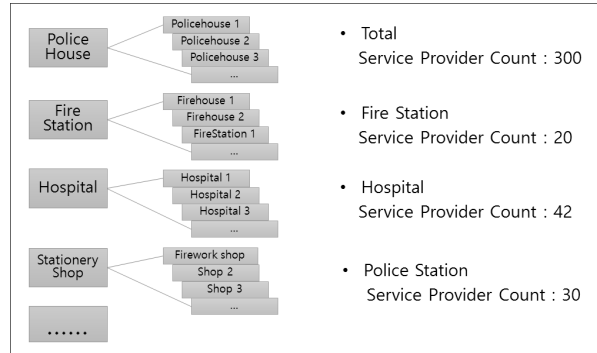 Police
House
Policehouse 1
Policehouse 2
Policehouse 3
...
Fire
Station
Firehouse 1
Firehouse 2
FireStation 1
...
Hospital
Hospital 1
Hospital 2
Hospital 3
...
Stationery
Shop
Firework shop
Shop 2
Shop 3
...
......
• Total
Service Provider Count : 300
• Fire Station
Service Provider Count : 20
• Hospital
Service Provider Count : 42
• Police Station
Service Provider Count : 30